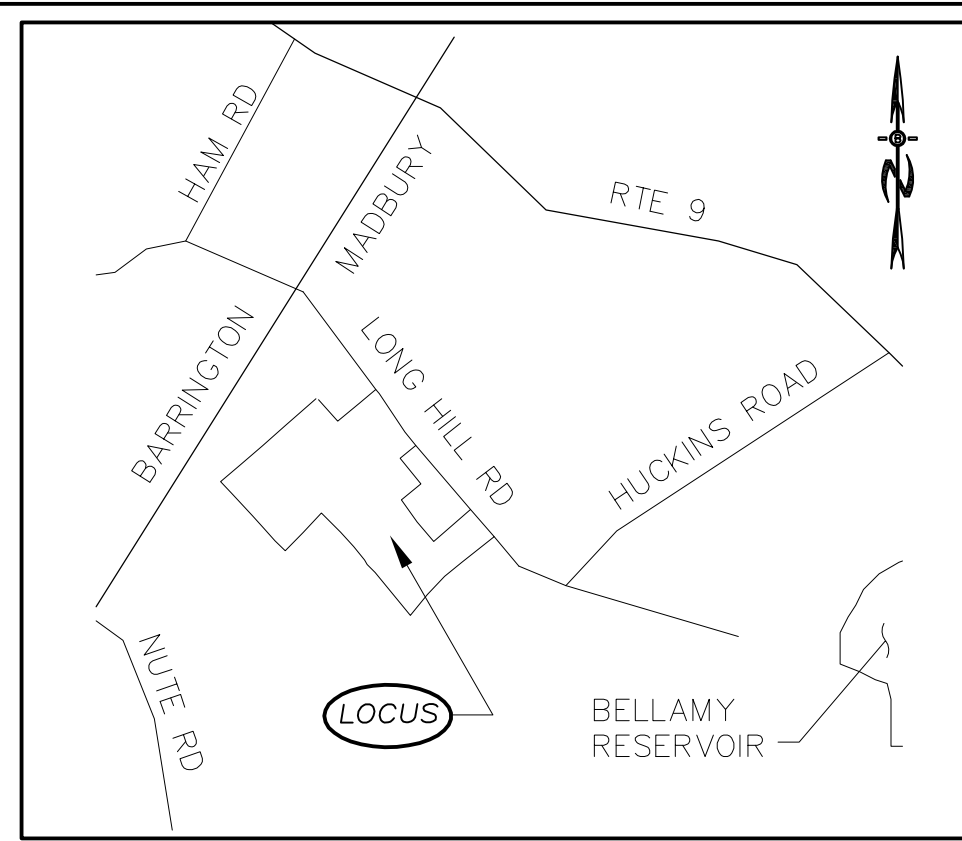 HAM RD
MADBURY
RTE 9
BARRINGTON
LONG HILL RD
HUCKINS ROAD
NUTE RD
LOCUS
BELLAMY
RESERVOIR
B
N